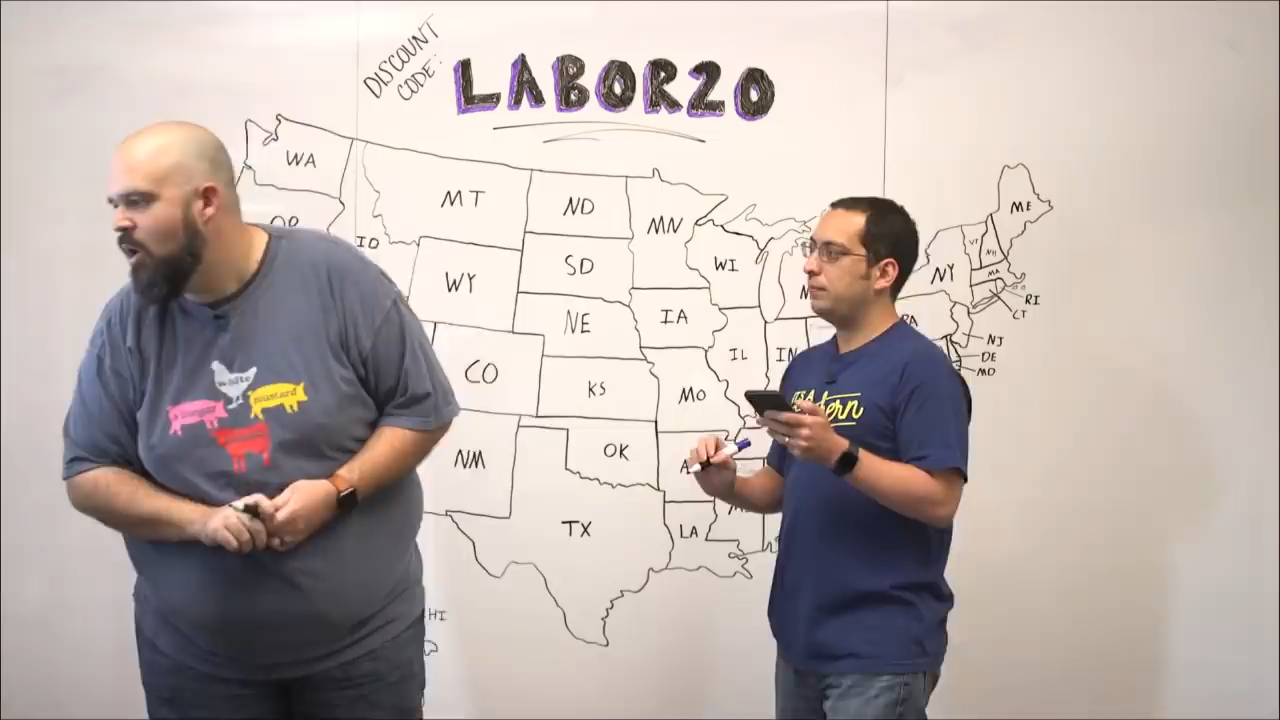 DISCOUNT
CODE:
LABOR20
WA
MT
ND
MN
ME
OR
ID
WY
SD
WI
NY
VT
NH
MA
RI
CT
NE
IA
PA
NJ
DE
MD
CO
KS
IL
IN
MO
NM
OK
TX
LA
HI
white
mustard